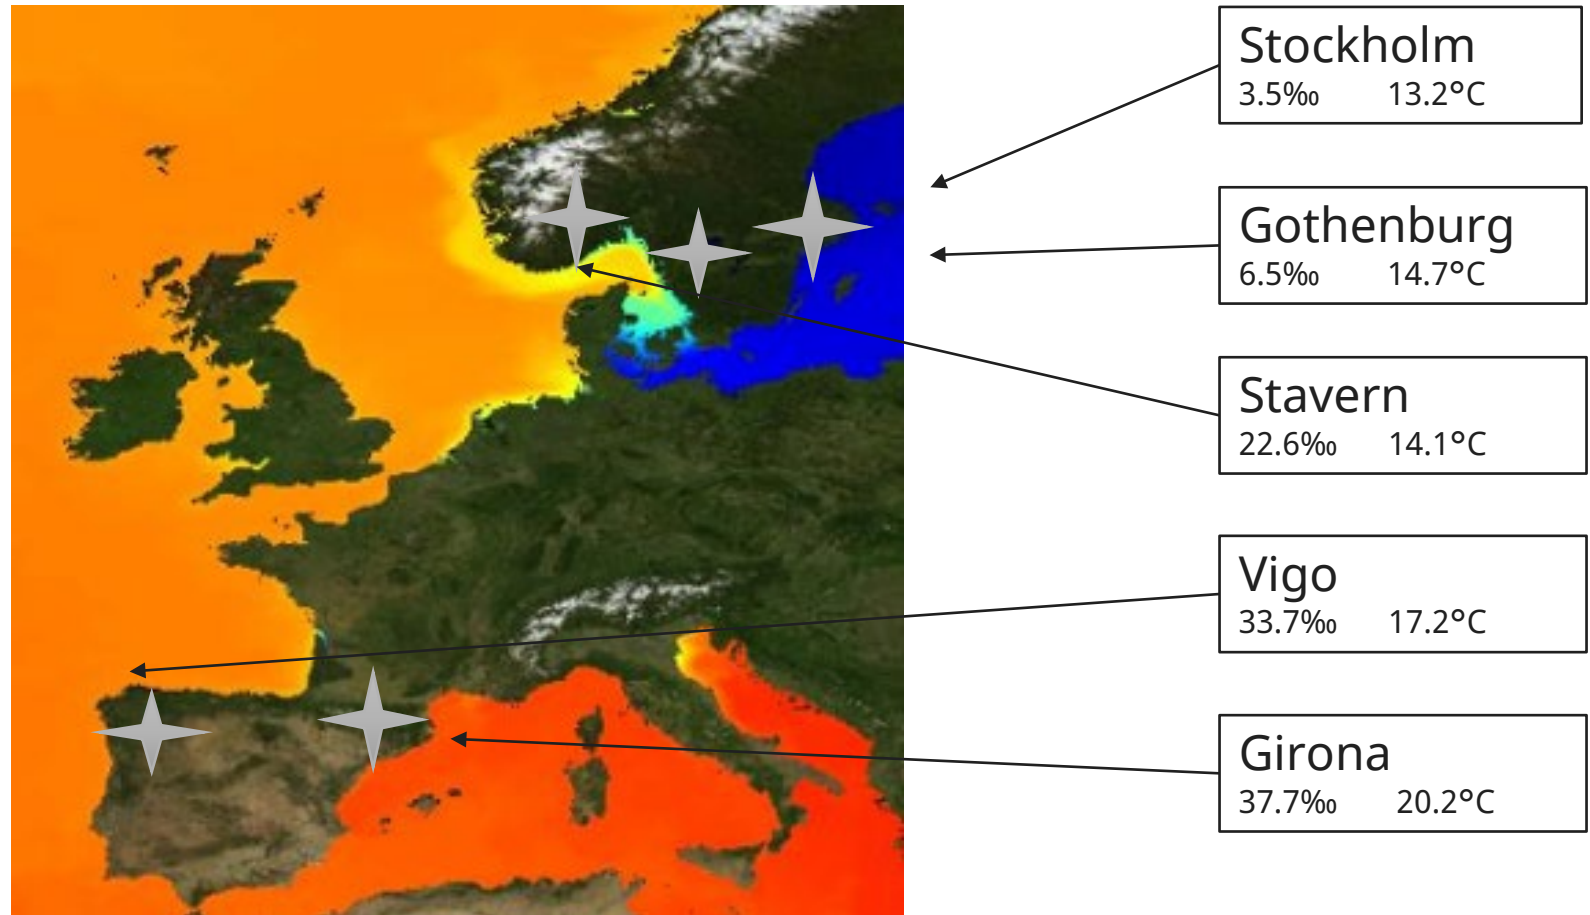 Stockholm
3.5‰ 13.2°C
Gothenburg
6.5‰ 14.7°C
Stavern
22.6‰ 14.1°C
Vigo
33.7‰ 17.2°C
Girona
37.7‰ 20.2°C